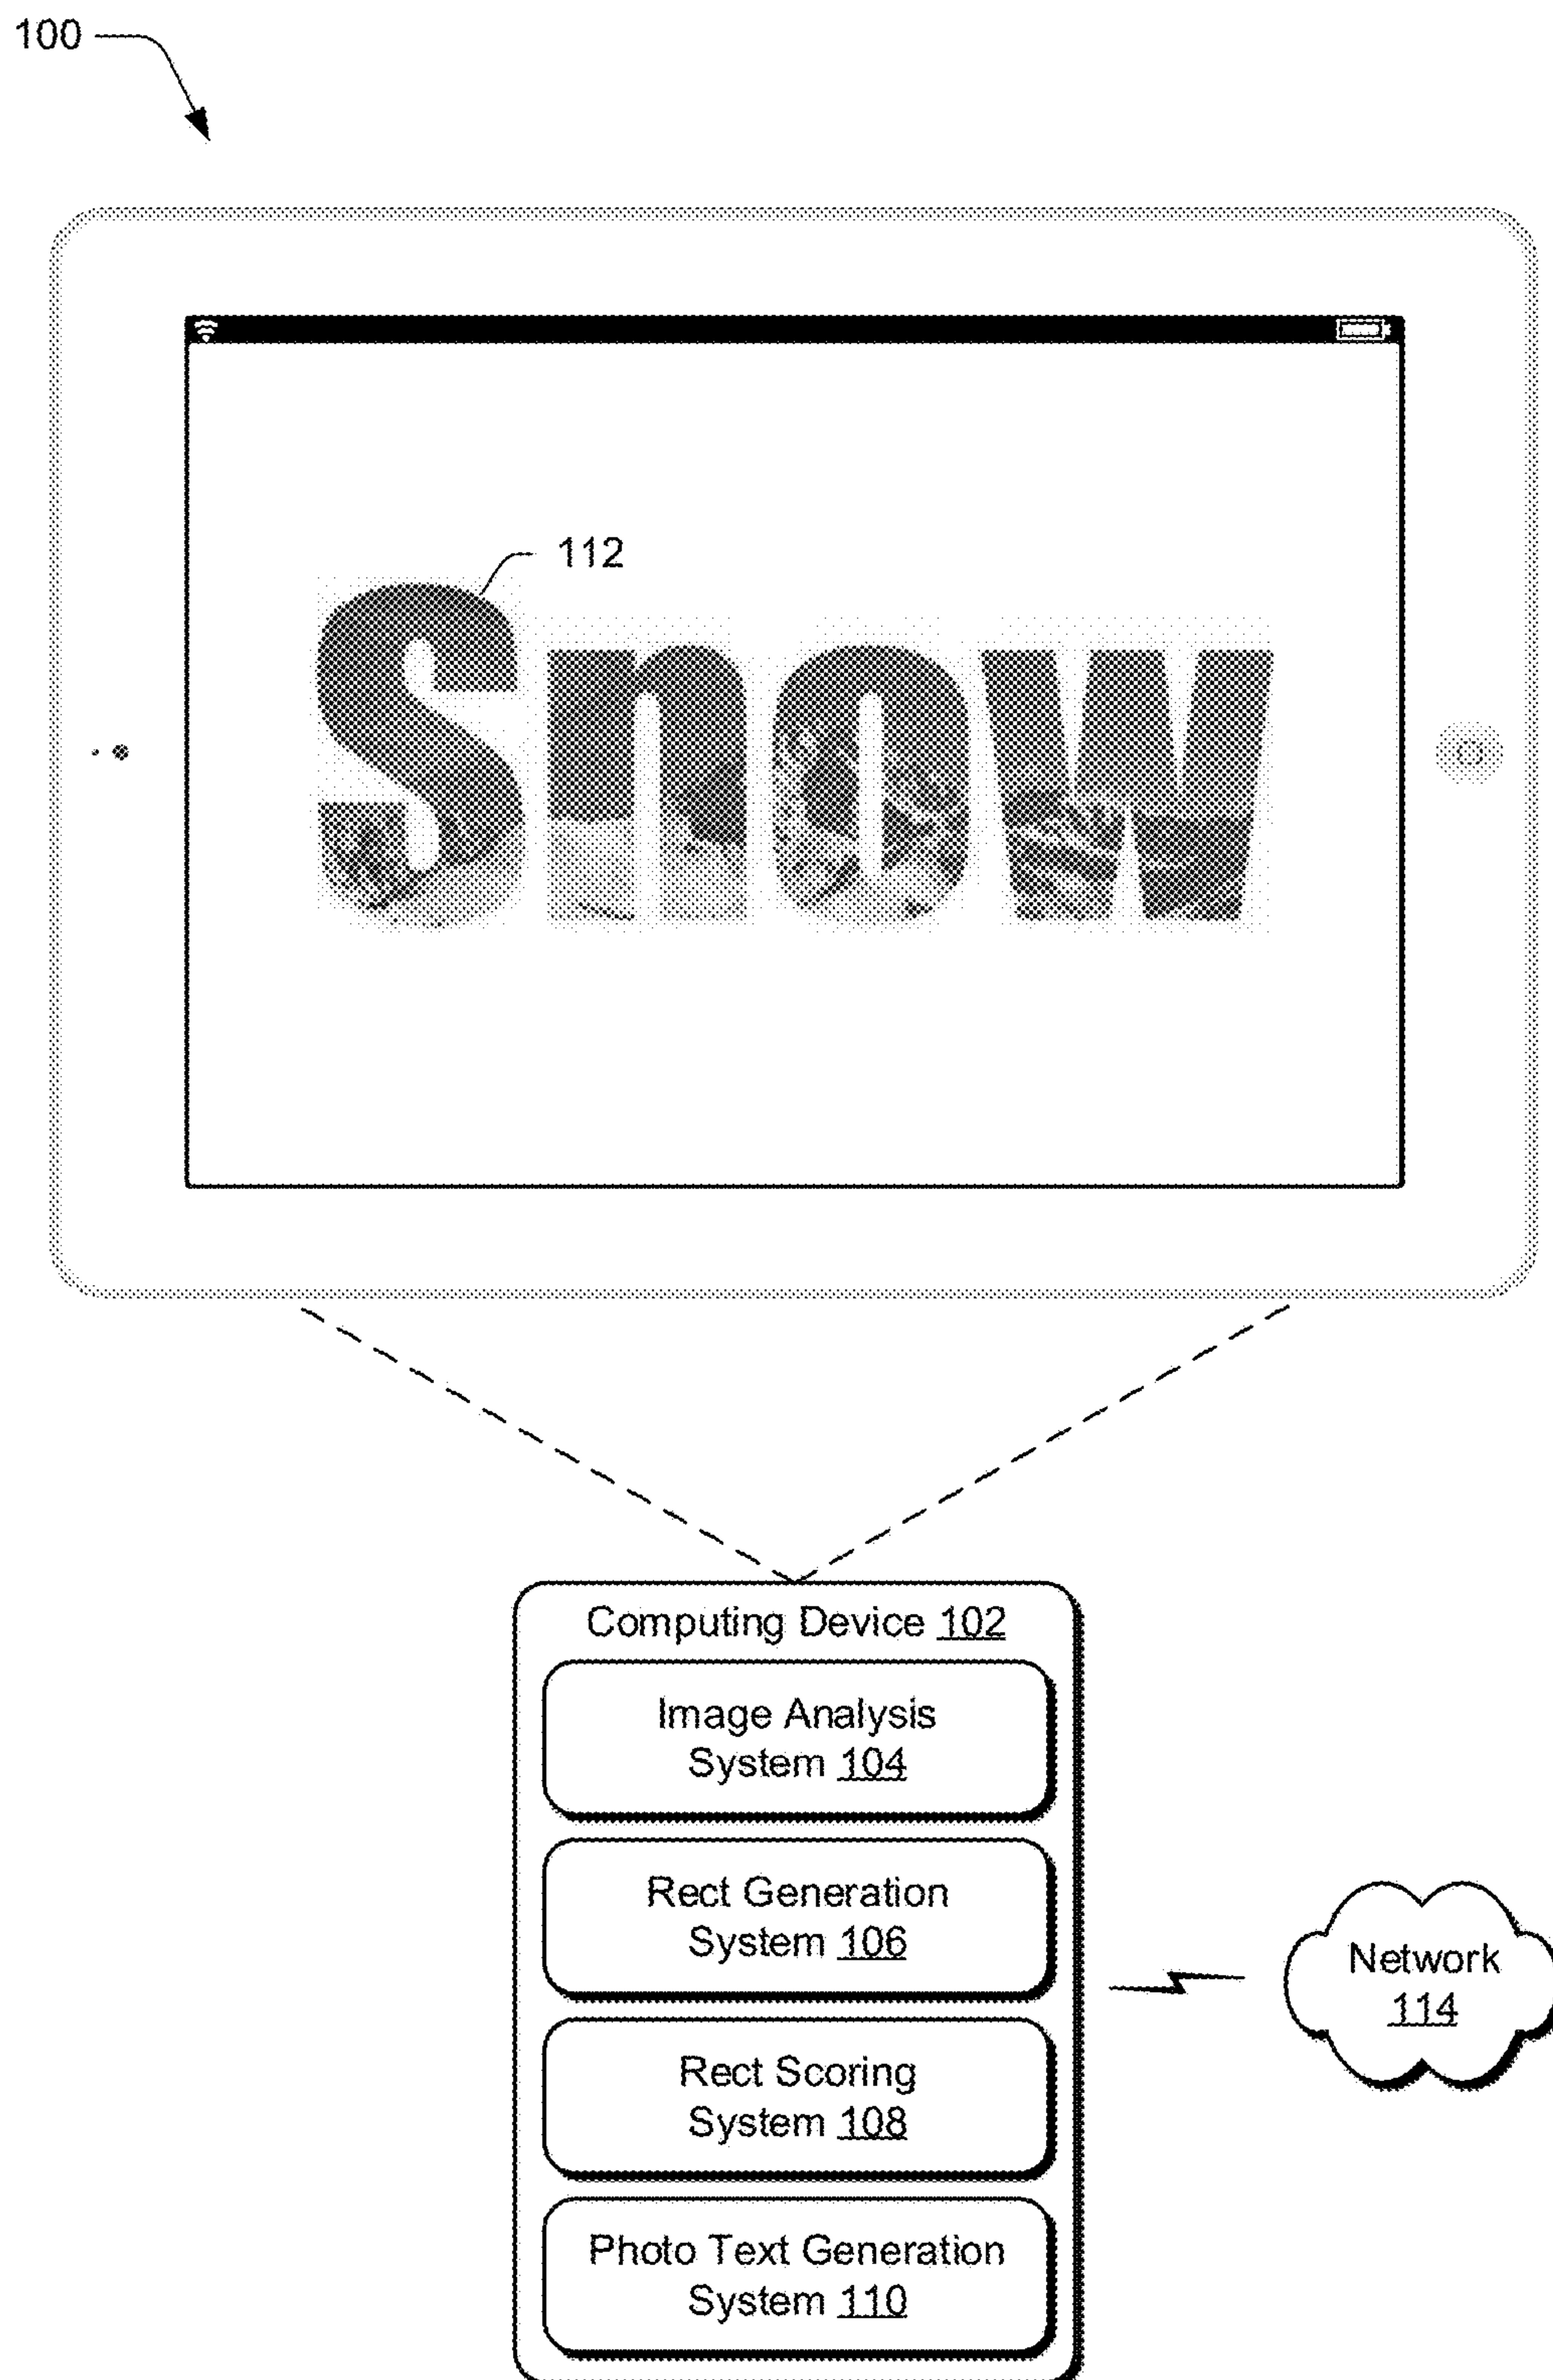 100
112
Snow
Computing Device 102
Image Analysis
System 104
Rect Generation
System 106
Network
114
Rect Scoring
System 108
Photo Text Generation
System 110